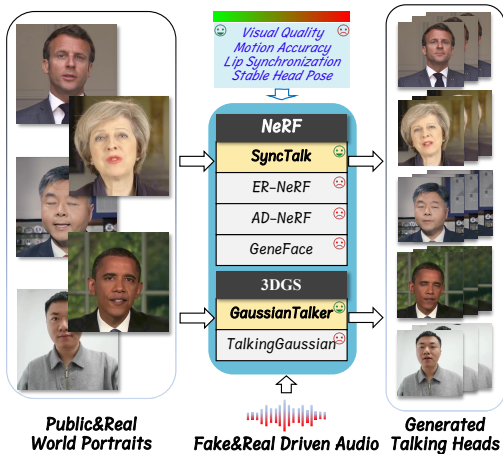 Visual Quality
Motion Accuracy
Lip Synchronization
Stable Head Pose
NeRF
SyncTalk
ER-NeRF
AD-NeRF
GeneFace
3DGS
GaussianTalker
TalkingGaussian
Public&Real
World Portraits
Fake&Real Driven Audio
Generated
Talking Heads